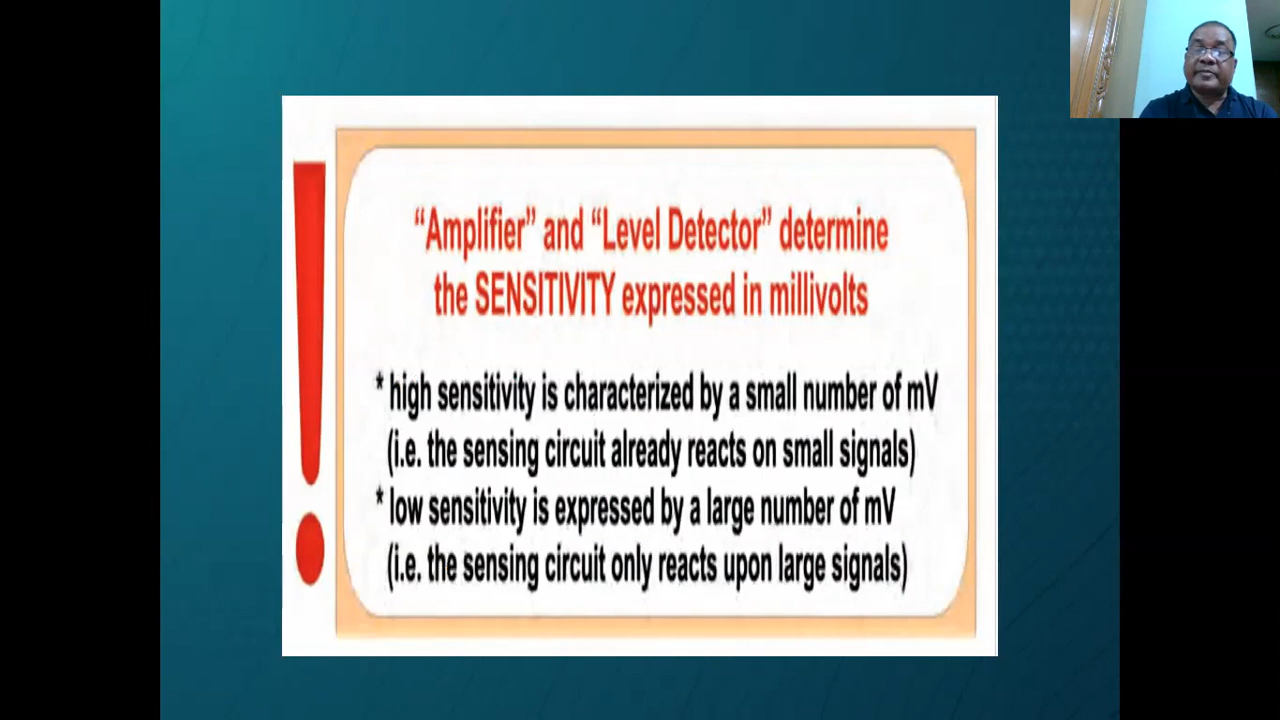 “Amplifier” and “Level Detector” determine
the SENSITIVITY expressed in millivolts
* high sensitivity is characterized by a small number of mV
(i.e. the sensing circuit already reacts on small signals)
* low sensitivity is expressed by a large number of mV
(i.e. the sensing circuit only reacts upon large signals)